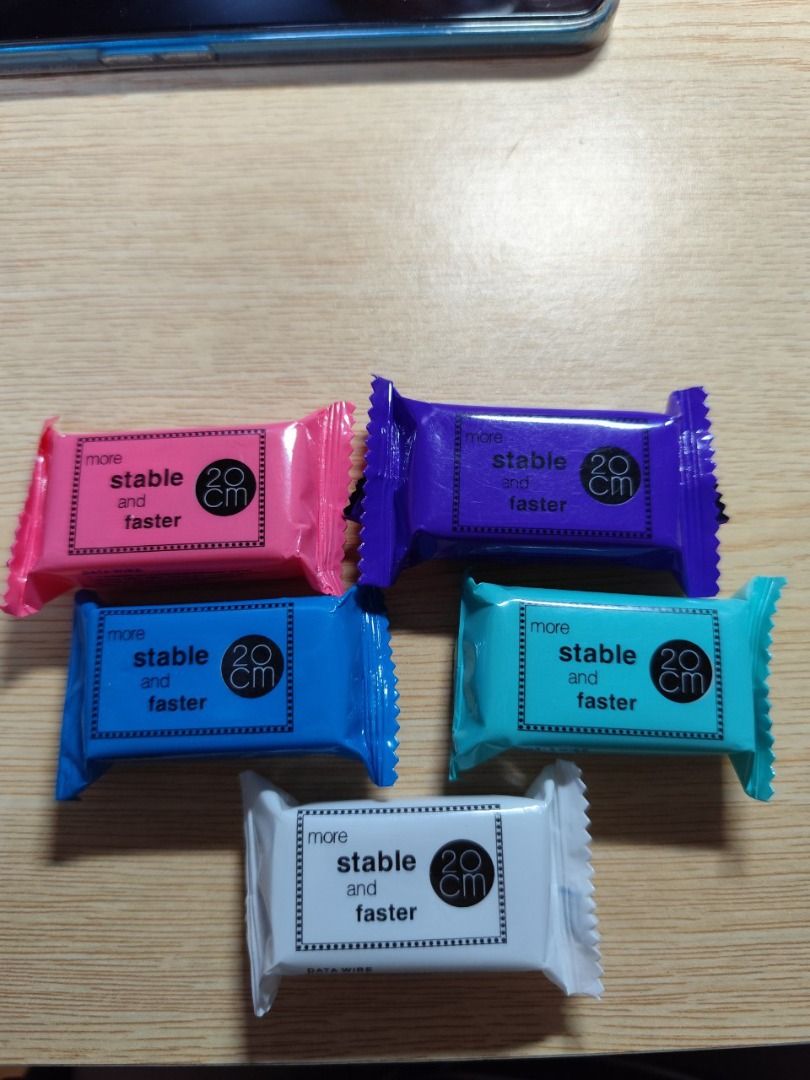 more
stable
and
faster
20
cm
more
stable
and
faster
20
cm
more
stable
and
faster
20
cm
more
stable
and
faster
20
cm
more
stable
and
faster
20
cm
DATA WIRE